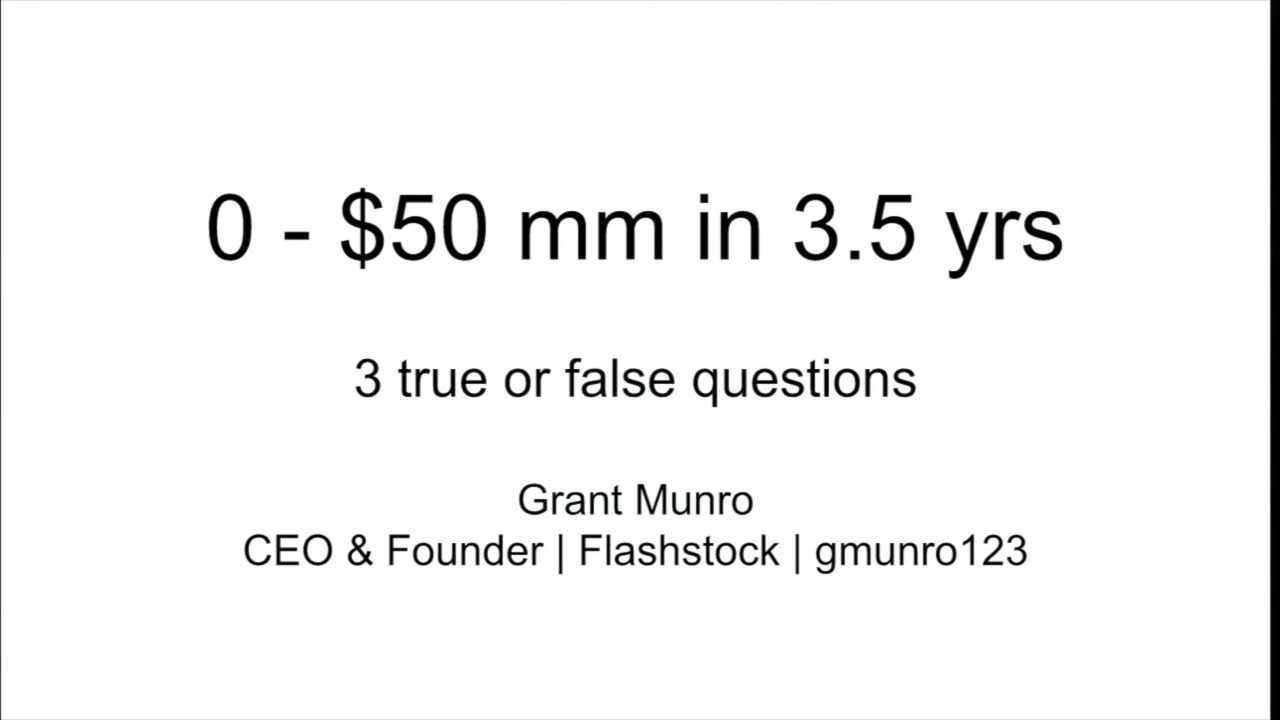 0 - $50 mm in 3.5 yrs
3 true or false questions
Grant Munro
CEO & Founder | Flashstock | gmunro123